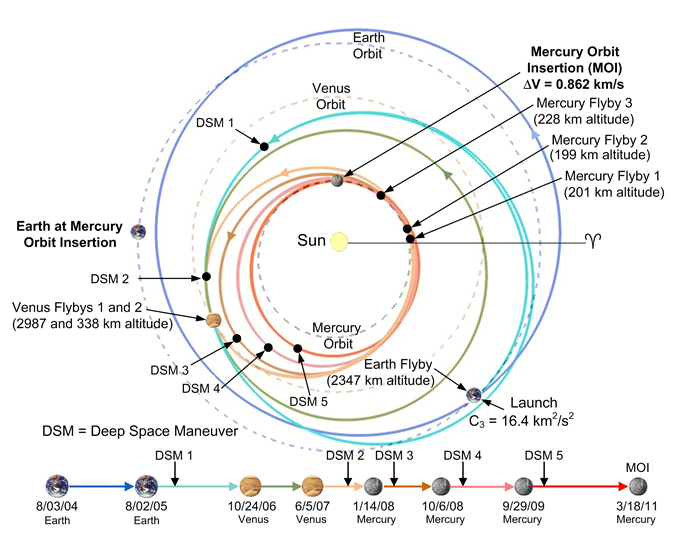 Earth
Orbit
Mercury Orbit
Insertion (MOI)
ΔV = 0.862 km/s
Venus
Orbit
Mercury Flyby 3
(228 km altitude)
DSM 1
Mercury Flyby 2
(199 km altitude)
Mercury Flyby 1
(201 km altitude)
Earth at Mercury
Orbit Insertion
Sun
♈
DSM 2
Venus Flybys 1 and 2
(2987 and 338 km altitude)
Mercury
Orbit
DSM 3
Earth Flyby
(2347 km altitude)
DSM 4
DSM 5
Launch
C₃ = 16.4 km²/s²
DSM = Deep Space Maneuver
DSM 1 DSM 2 DSM 3 DSM 4 DSM 5 MOI
8/03/04 8/02/05 10/24/06 6/5/07 1/14/08 10/6/08 9/29/09 3/18/11
Earth Earth Venus Venus Mercury Mercury Mercury Mercury